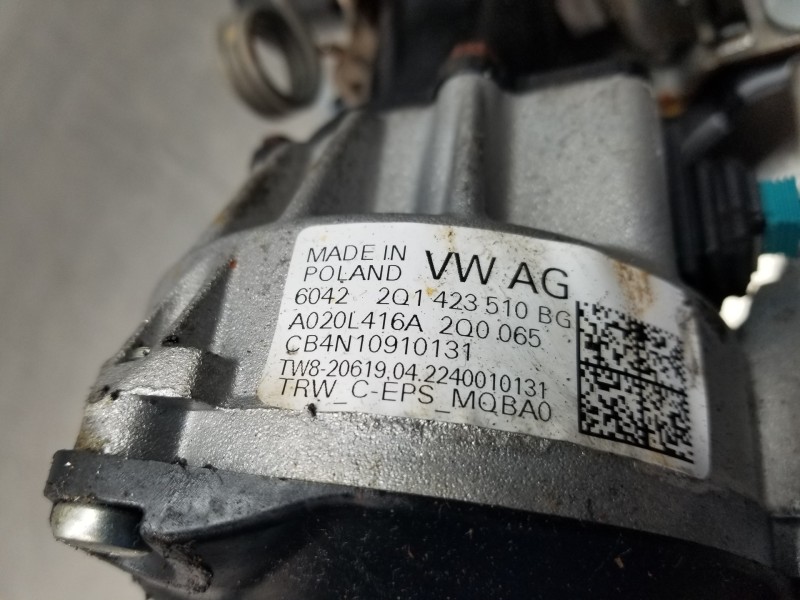 MADE IN
POLAND VW AG
6042 2Q1 423 510 BG
A020L416A 2Q0 065
CB4N10910131
TW8-20619.04.2240010131
TRW_C-EPS_MQBA0